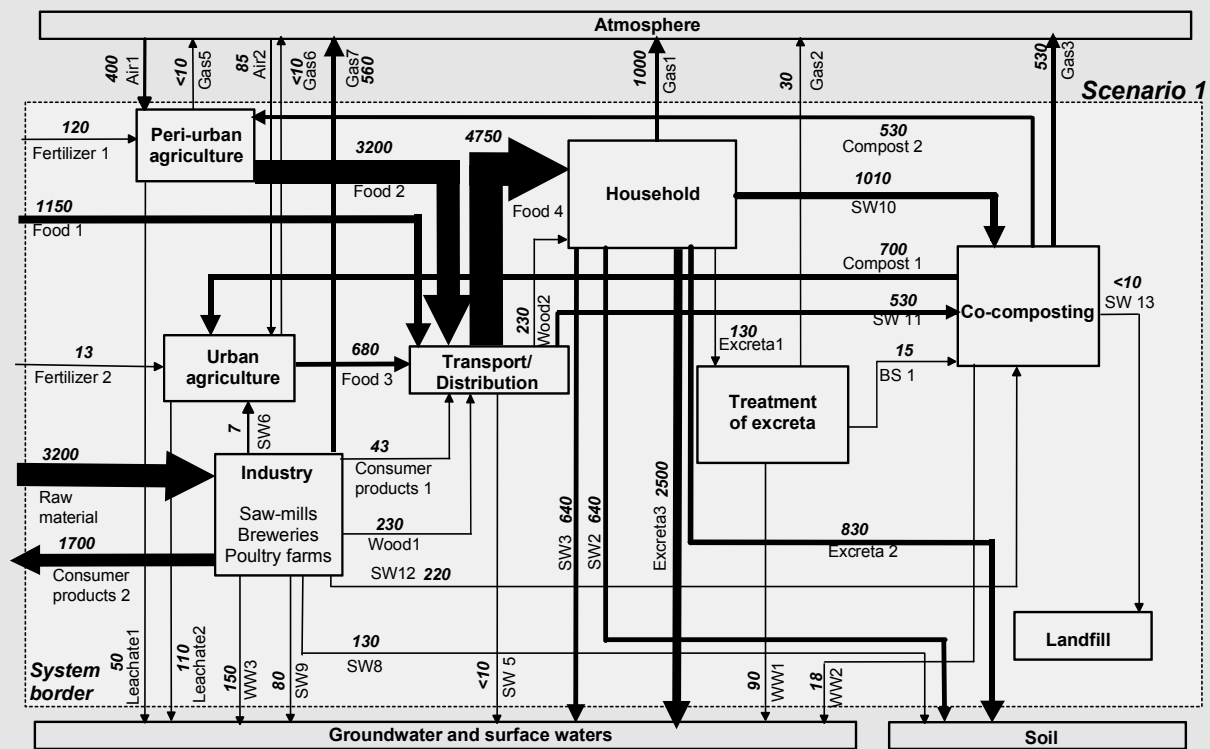 Atmosphere
400
Air1
<10
Gas5
85
Air2
<10
Gas6
Gas7
560
1000
Gas1
30
Gas2
530
Gas3
Scenario 1
120
Fertilizer 1
Peri-urban
agriculture
3200
Food 2
4750
Food 4
Household
530
Compost 2
1010
SW10
1150
Food 1
700
Compost 1
<10
SW 13
230
Wood2
530
SW 11
Co-composting
13
Fertilizer 2
Urban
agriculture
680
Food 3
Transport/
Distribution
130
Excreta1
15
BS 1
Treatment
of excreta
7
SW6
3200
Raw
material
Industry
Saw-mills
Breweries
Poultry farms
43
Consumer
products 1
230
Wood1
SW12 220
1700
Consumer
products 2
SW3 640
SW2 640
Excreta3 2500
830
Excreta 2
Landfill
System
border
50
Leachate1
110
Leachate2
150
WW3
80
SW9
130
SW8
<10
SW 5
90
WW1
18
WW2
Groundwater and surface waters
Soil